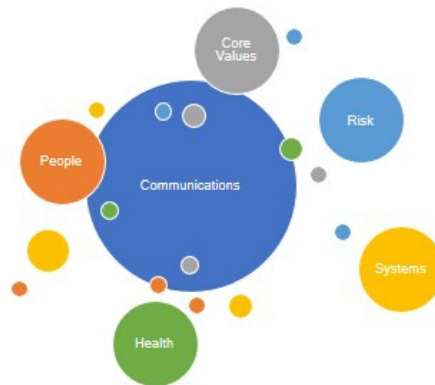 Core
Values
Risk
People
Communications
Systems
Health